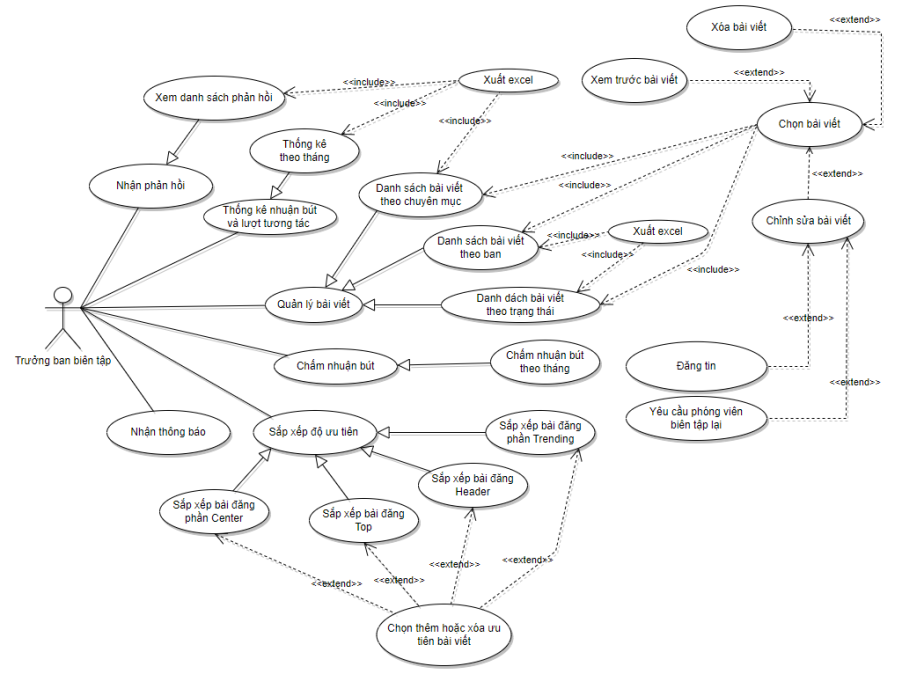 Xóa bài viết
<<extend>>
Xem danh sách phản hồi
<<include>>
Xuất excel
Xem trước bài viết
<<extend>>
<<include>>
<<include>>
Chọn bài viết
Thống kê
theo tháng
<<include>>
<<extend>>
Nhận phản hồi
Danh sách bài viết
theo chuyên mục
<<include>>
Thống kê nhuận bút
và lượt tương tác
Chỉnh sửa bài viết
Danh sách bài viết
theo ban
<<include>>
Xuất excel
<<include>>
<<include>>
Quản lý bài viết
Danh dách bài viết
theo trạng thái
<<extend>>
Trưởng ban biên tập
Chấm nhuận bút
Chấm nhuận bút
theo tháng
Đăng tin
<<extend>>
Yêu cầu phóng viên
biên tập lại
Nhận thông báo
Sắp xếp độ ưu tiên
Sắp xếp bài đăng
phần Trending
Sắp xếp bài đăng
Header
Sắp xếp bài đăng
phần Center
Sắp xếp bài đăng
Top
<<extend>>
<<extend>>
<<extend>>
<<extend>>
Chọn thêm hoặc xóa ưu
tiên bài viết